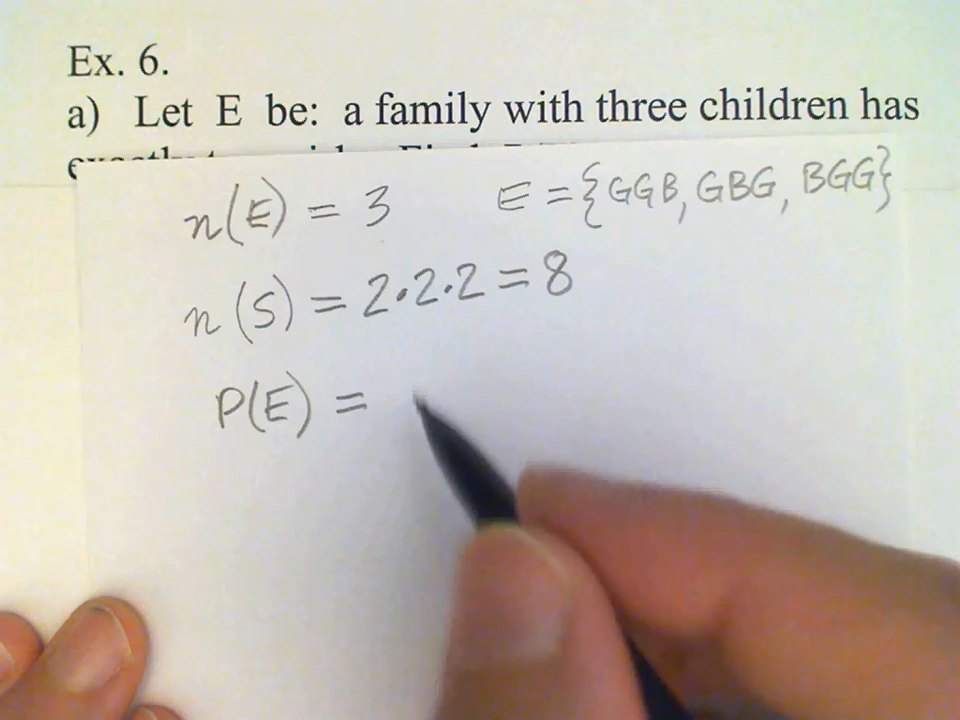 Ex. 6.
a) Let E be: a family with three children has
n(E) = 3 E = {GGB, GBG, BGG}
n(S) = 2·2·2 = 8
P(E) =